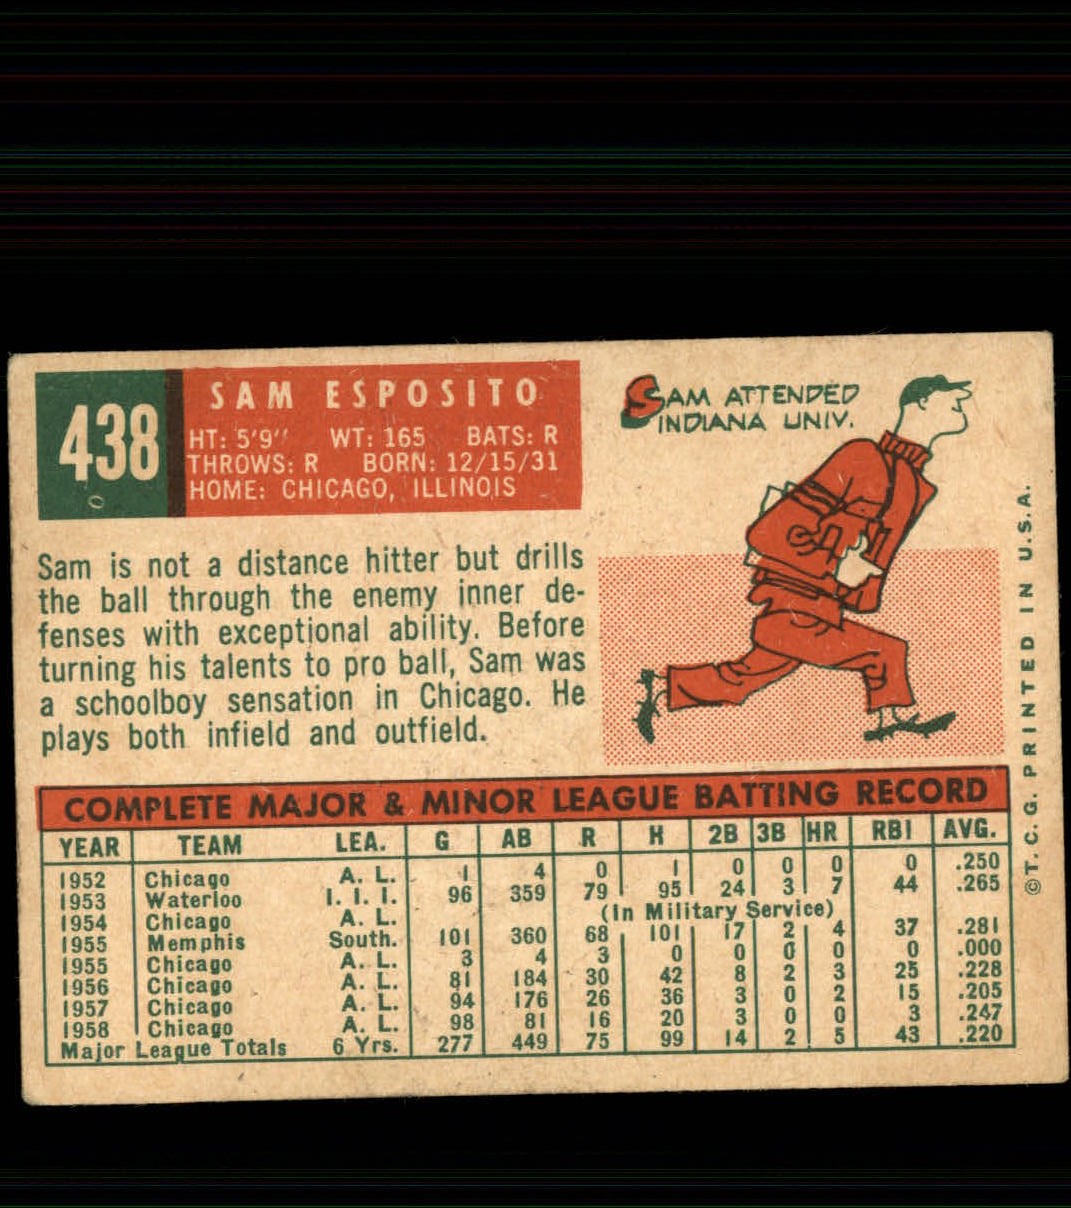 438
SAM ESPOSITO
HT: 5'9" WT: 165 BATS: R
THROWS: R BORN: 12/15/31
HOME: CHICAGO, ILLINOIS
SAM ATTENDED
INDIANA UNIV.
Sam is not a distance hitter but drills
the ball through the enemy inner de-
fenses with exceptional ability. Before
turning his talents to pro ball, Sam was
a schoolboy sensation in Chicago. He
plays both infield and outfield.
COMPLETE MAJOR & MINOR LEAGUE BATTING RECORD
YEAR TEAM LEA. G AB R H 2B 3B HR RBI AVG.
1952 Chicago A. L. 1 4 0 1 0 0 0 0 .250
1953 Waterloo I. I. I. 96 359 79 95 24 3 7 44 .265
1954 Chicago A. L. (In Military Service)
1955 Memphis South. 101 360 68 101 17 2 4 37 .281
1955 Chicago A. L. 3 4 3 0 0 0 0 0 .000
1956 Chicago A. L. 81 184 30 42 8 2 3 25 .228
1957 Chicago A. L. 94 176 26 36 3 0 2 15 .205
1958 Chicago A. L. 98 81 16 20 3 0 0 3 .247
Major League Totals 6 Yrs. 277 449 75 99 14 2 5 43 .220
©T. C. G. PRINTED IN U.S.A.